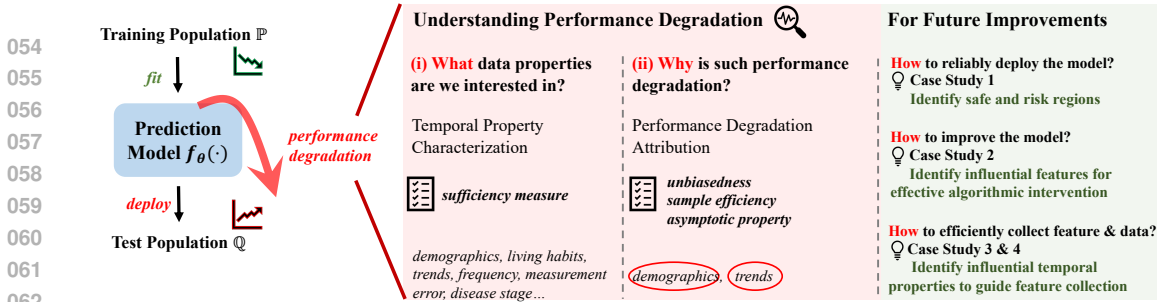 054
055
056
057
058
059
060
061
Training Population ℙ
fit
Prediction
Model f_θ(·)
deploy
Test Population ℚ
performance
degradation
Understanding Performance Degradation
(i) What data properties
are we interested in?
Temporal Property
Characterization
sufficiency measure
demographics, living habits,
trends, frequency, measurement
error, disease stage…
(ii) Why is such performance
degradation?
Performance Degradation
Attribution
unbiasedness
sample efficiency
asymptotic property
demographics, trends
For Future Improvements
How to reliably deploy the model?
Case Study 1
Identify safe and risk regions
How to improve the model?
Case Study 2
Identify influential features for
effective algorithmic intervention
How to efficiently collect feature & data?
Case Study 3 & 4
Identify influential temporal
properties to guide feature collection